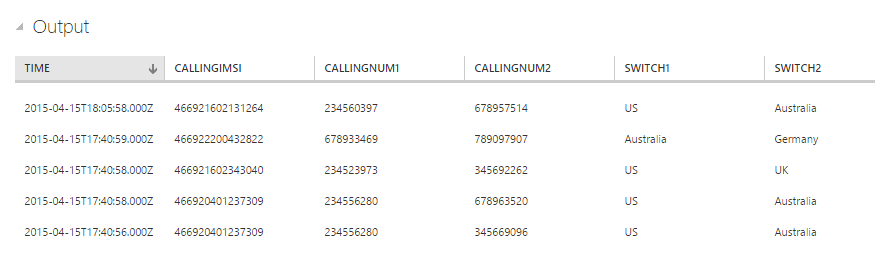 Output
TIME CALLINGIMSI CALLINGNUM1 CALLINGNUM2 SWITCH1 SWITCH2
2015-04-15T18:05:58.000Z 466921602131264 234560397 678957514 US Australia
2015-04-15T17:40:59.000Z 466922200432822 678933469 789097907 Australia Germany
2015-04-15T17:40:58.000Z 466921602343040 234523973 345692262 US UK
2015-04-15T17:40:58.000Z 466920401237309 234556280 678963520 US Australia
2015-04-15T17:40:56.000Z 466920401237309 234556280 345669096 US Australia